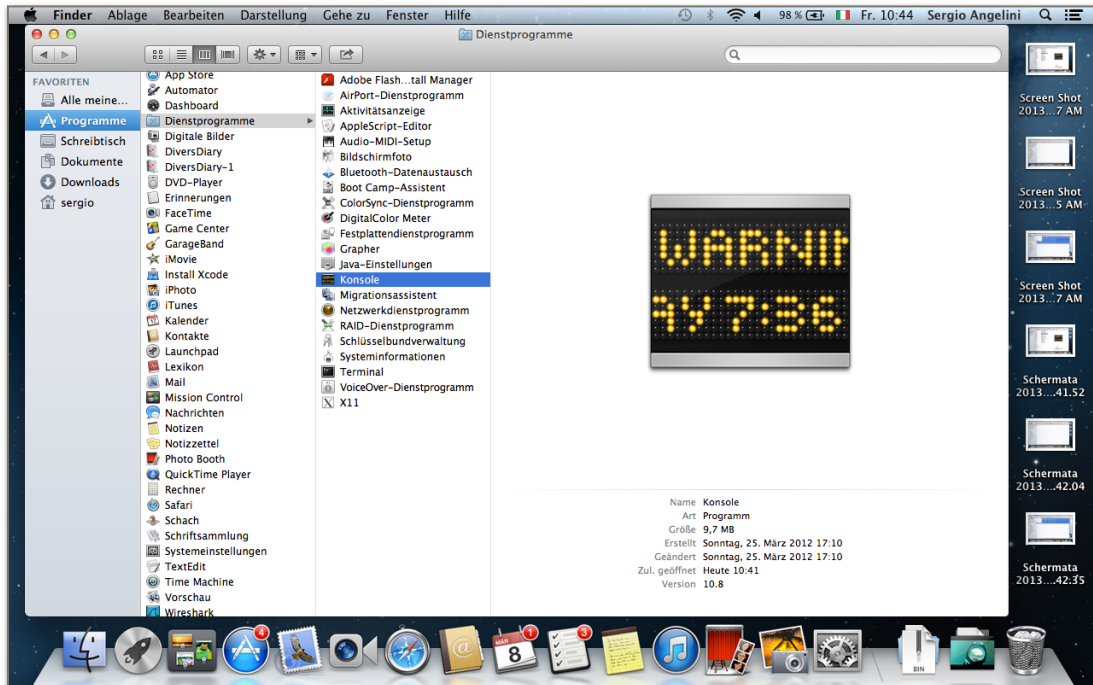 Finder Ablage Bearbeiten Darstellung Gehe zu Fenster Hilfe 98 % Fr. 10:44 Sergio Angelini
Dienstprogramme
FAVORITEN
Alle meine...
Programme
Schreibtisch
Dokumente
Downloads
sergio
App Store
Automator
Dashboard
Dienstprogramme
Digitale Bilder
DiversDiary
DiversDiary-1
DVD-Player
Erinnerungen
FaceTime
Game Center
GarageBand
iMovie
Install Xcode
iPhoto
iTunes
Kalender
Kontakte
Launchpad
Lexikon
Mail
Mission Control
Nachrichten
Notizen
Notizzettel
Photo Booth
QuickTime Player
Rechner
Safari
Schach
Schriftsammlung
Systemeinstellungen
TextEdit
Time Machine
Vorschau
Wireshark
Adobe Flash...tall Manager
AirPort-Dienstprogramm
Aktivitätsanzeige
AppleScript-Editor
Audio-MIDI-Setup
Bildschirmfoto
Bluetooth-Datenaustausch
Boot Camp-Assistent
ColorSync-Dienstprogramm
DigitalColor Meter
Festplattendienstprogramm
Grapher
Java-Einstellungen
Konsole
Migrationsassistent
Netzwerkdienstprogramm
RAID-Dienstprogramm
Schlüsselbundverwaltung
Systeminformationen
Terminal
VoiceOver-Dienstprogramm
X11
WARNIN
AY 7:36
Name Konsole
Art Programm
Größe 9,7 MB
Erstellt Sonntag, 25. März 2012 17:10
Geändert Sonntag, 25. März 2012 17:10
Zul. geöffnet Heute 10:41
Version 10.8
Screen Shot
2013...7 AM
Screen Shot
2013...5 AM
Screen Shot
2013...7 AM
Schermata
2013....41.52
Schermata
2013....42.04
Schermata
2013....42.35
4
MÄR
8
1
3
BIN